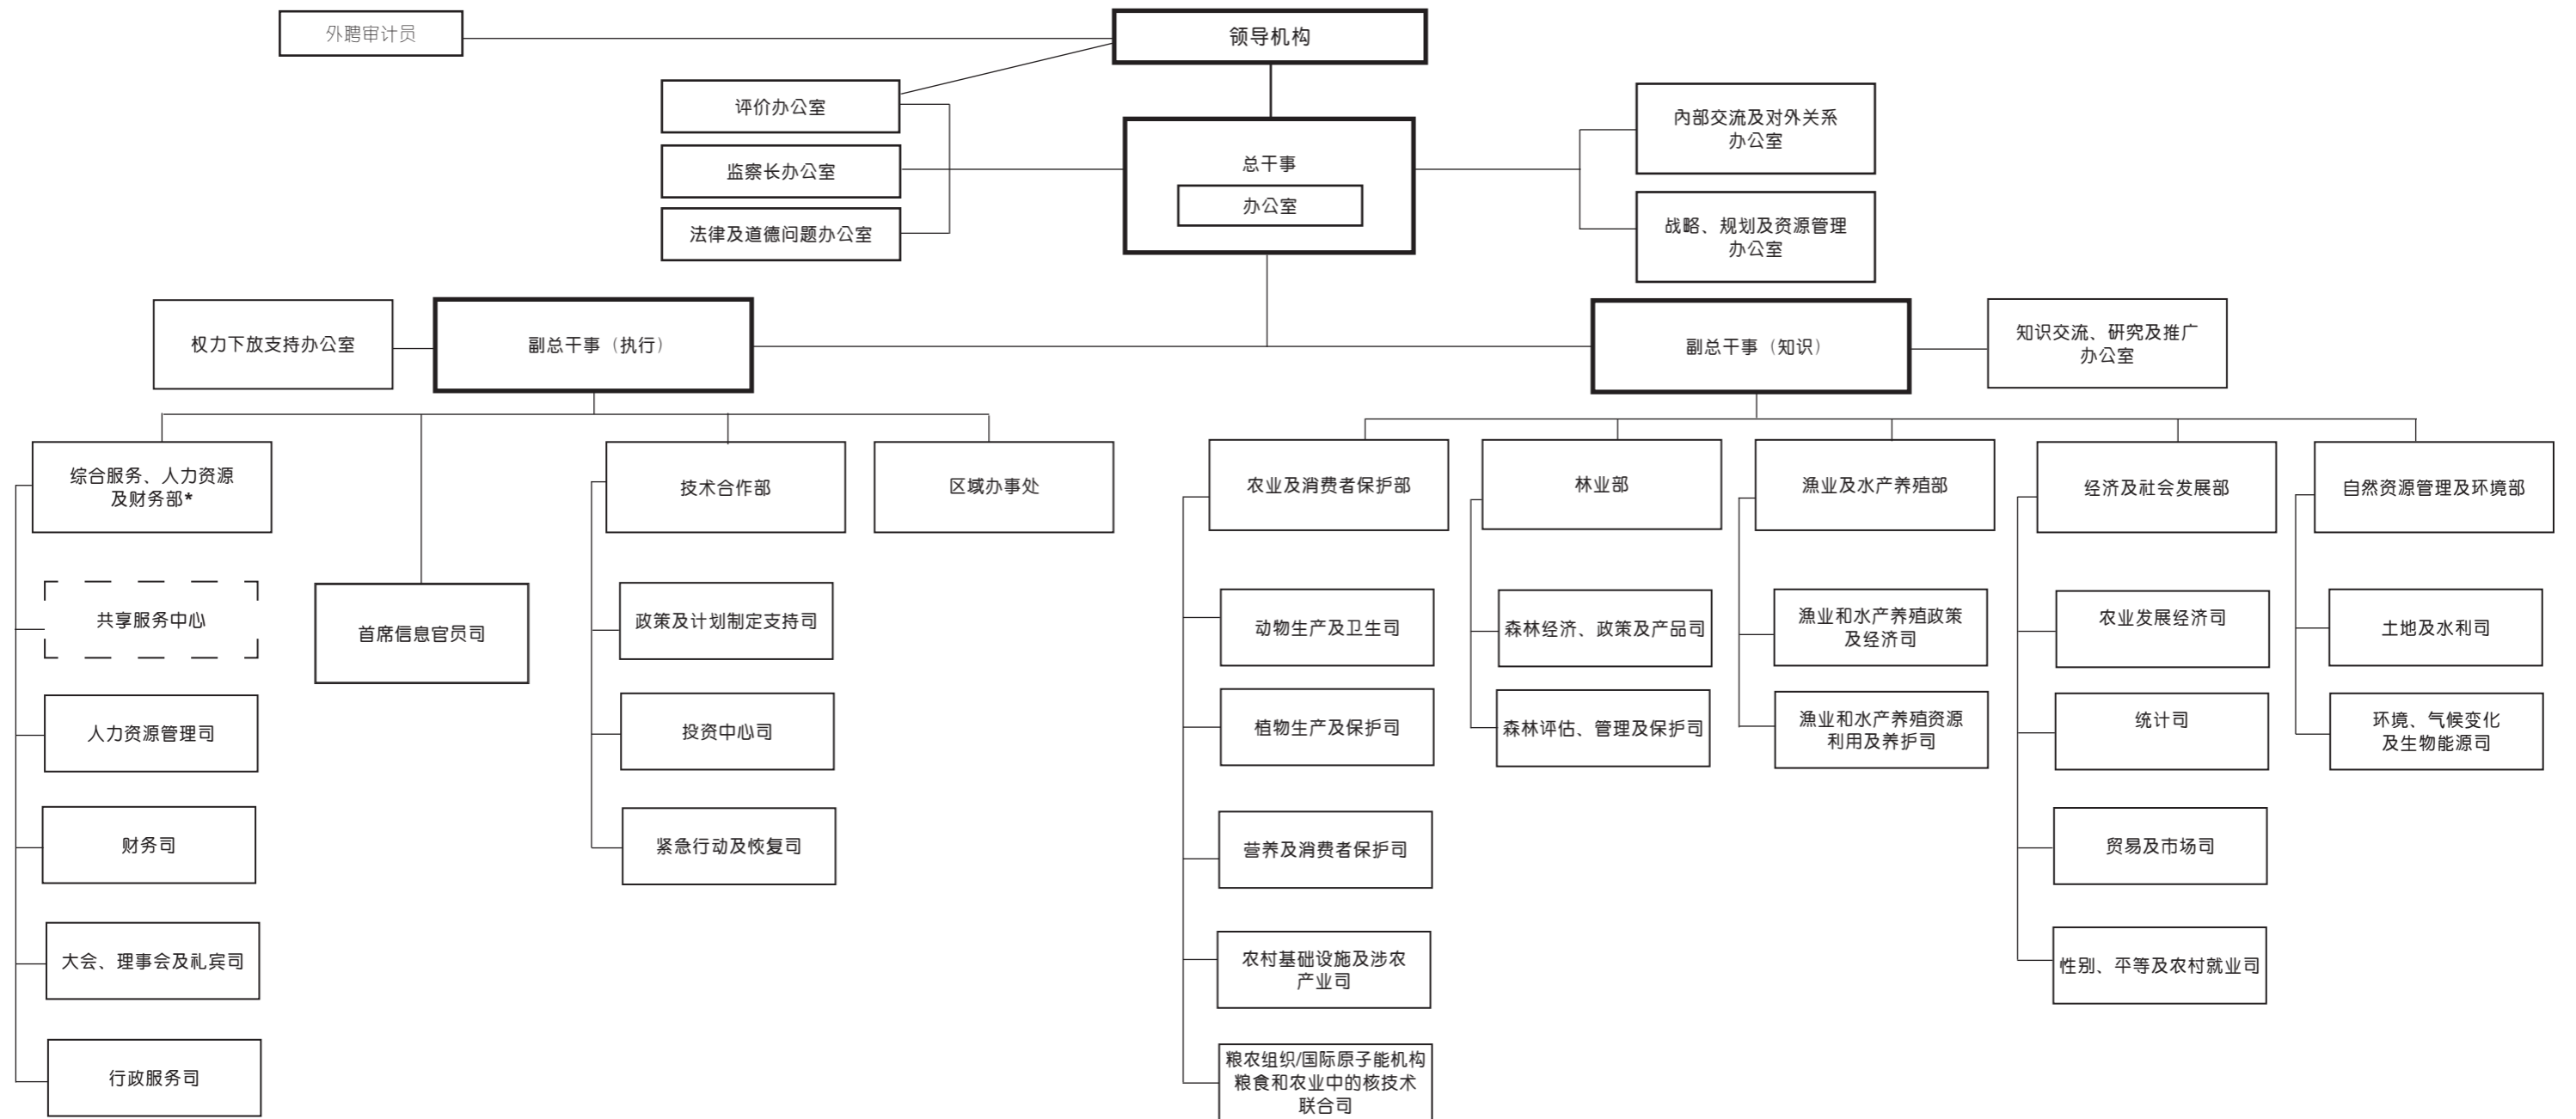 外聘审计员
领导机构
评价办公室
监察长办公室
法律及道德问题办公室
总干事
办公室
内部交流及对外关系
办公室
战略、规划及资源管理
办公室
权力下放支持办公室
副总干事（执行）
副总干事（知识）
知识交流、研究及推广
办公室
综合服务、人力资源
及财务部*
技术合作部
区域办事处
农业及消费者保护部
林业部
渔业及水产养殖部
经济及社会发展部
自然资源管理及环境部
共享服务中心
人力资源管理司
财务司
大会、理事会及礼宾司
行政服务司
首席信息官员司
政策及计划制定支持司
投资中心司
紧急行动及恢复司
动物生产及卫生司
植物生产及保护司
营养及消费者保护司
农村基础设施及涉农
产业司
粮农组织/国际原子能机构
粮食和农业中的核技术
联合司
森林经济、政策及产品司
森林评估、管理及保护司
渔业和水产养殖政策
及经济司
渔业和水产养殖资源
利用及养护司
农业发展经济司
统计司
贸易及市场司
性别、平等及农村就业司
土地及水利司
环境、气候变化
及生物能源司